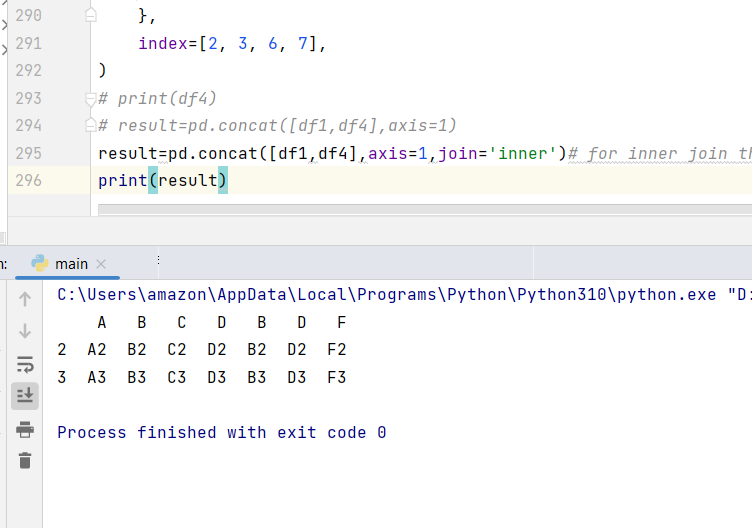 290 },
291 index=[2, 3, 6, 7],
292 )
293 # print(df4)
294 # result=pd.concat([df1,df4],axis=1)
295 result=pd.concat([df1,df4],axis=1,join='inner')# for inner join th
296 print(result)
n: main
C:\Users\amazon\AppData\Local\Programs\Python\Python310\python.exe "D:
A B C D B D F
2 A2 B2 C2 D2 B2 D2 F2
3 A3 B3 C3 D3 B3 D3 F3
Process finished with exit code 0